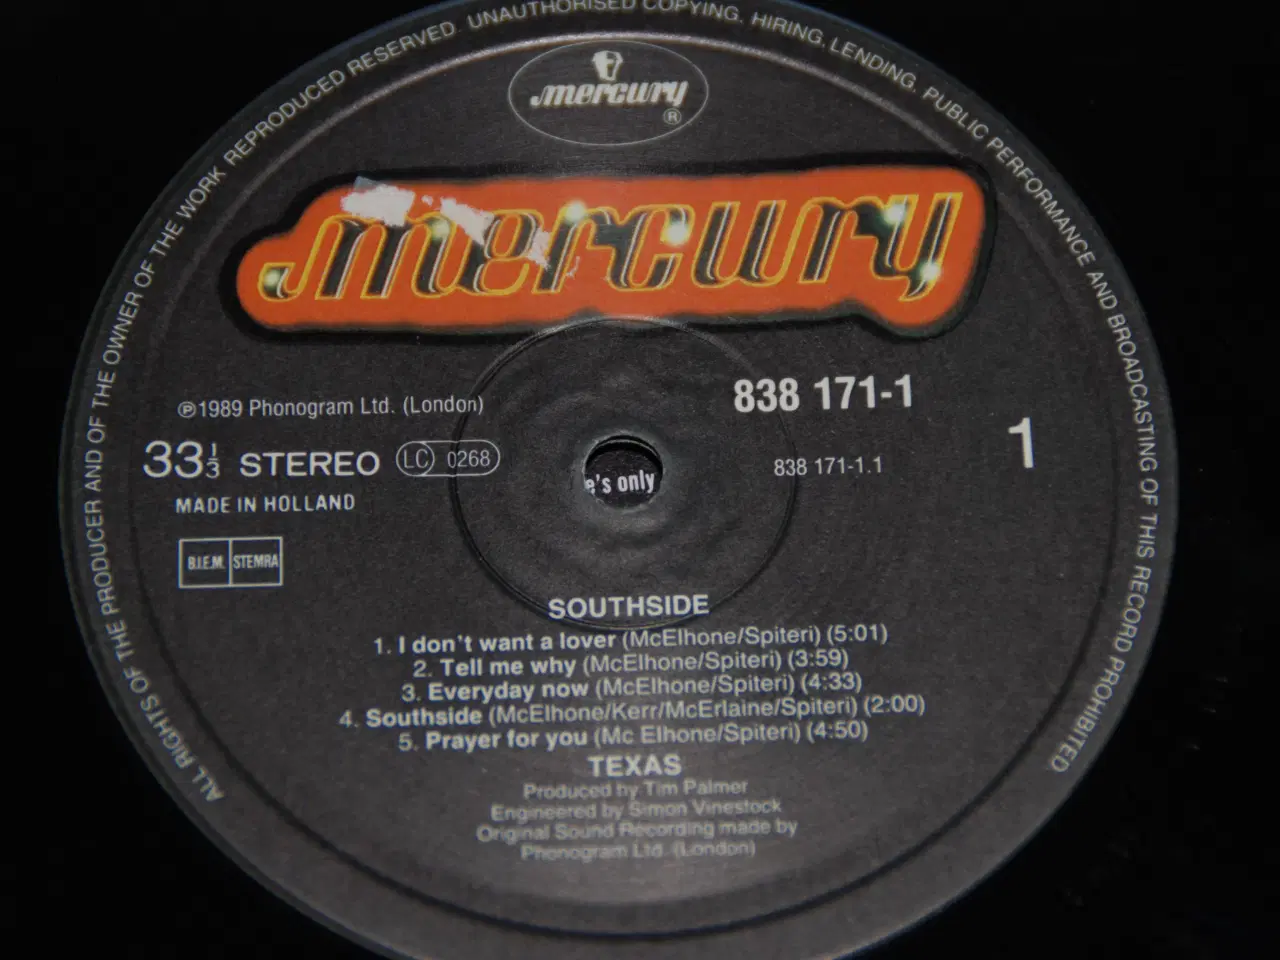 ALL RIGHTS OF THE PRODUCER AND OF THE OWNER OF THE WORK REPRODUCED RESERVED. UNAUTHORISED COPYING, HIRING, LENDING, PUBLIC PERFORMANCE AND BROADCASTING OF THIS RECORD PROHIBITED
mercury
®
mercury
℗1989 Phonogram Ltd. (London)
838 171-1
33⅓ STEREO LC 0268
838 171-1.1
1
MADE IN HOLLAND
e's only
B.I.E.M. STEMRA
SOUTHSIDE
1. I don't want a lover (McElhone/Spiteri) (5:01)
2. Tell me why (McElhone/Spiteri) (3:59)
3. Everyday now (McElhone/Spiteri) (4:33)
4. Southside (McElhone/Kerr/McErlaine/Spiteri) (2:00)
5. Prayer for you (Mc Elhone/Spiteri) (4:50)
TEXAS
Produced by Tim Palmer
Engineered by Simon Vinestock
Original Sound Recording made by
Phonogram Ltd. (London)